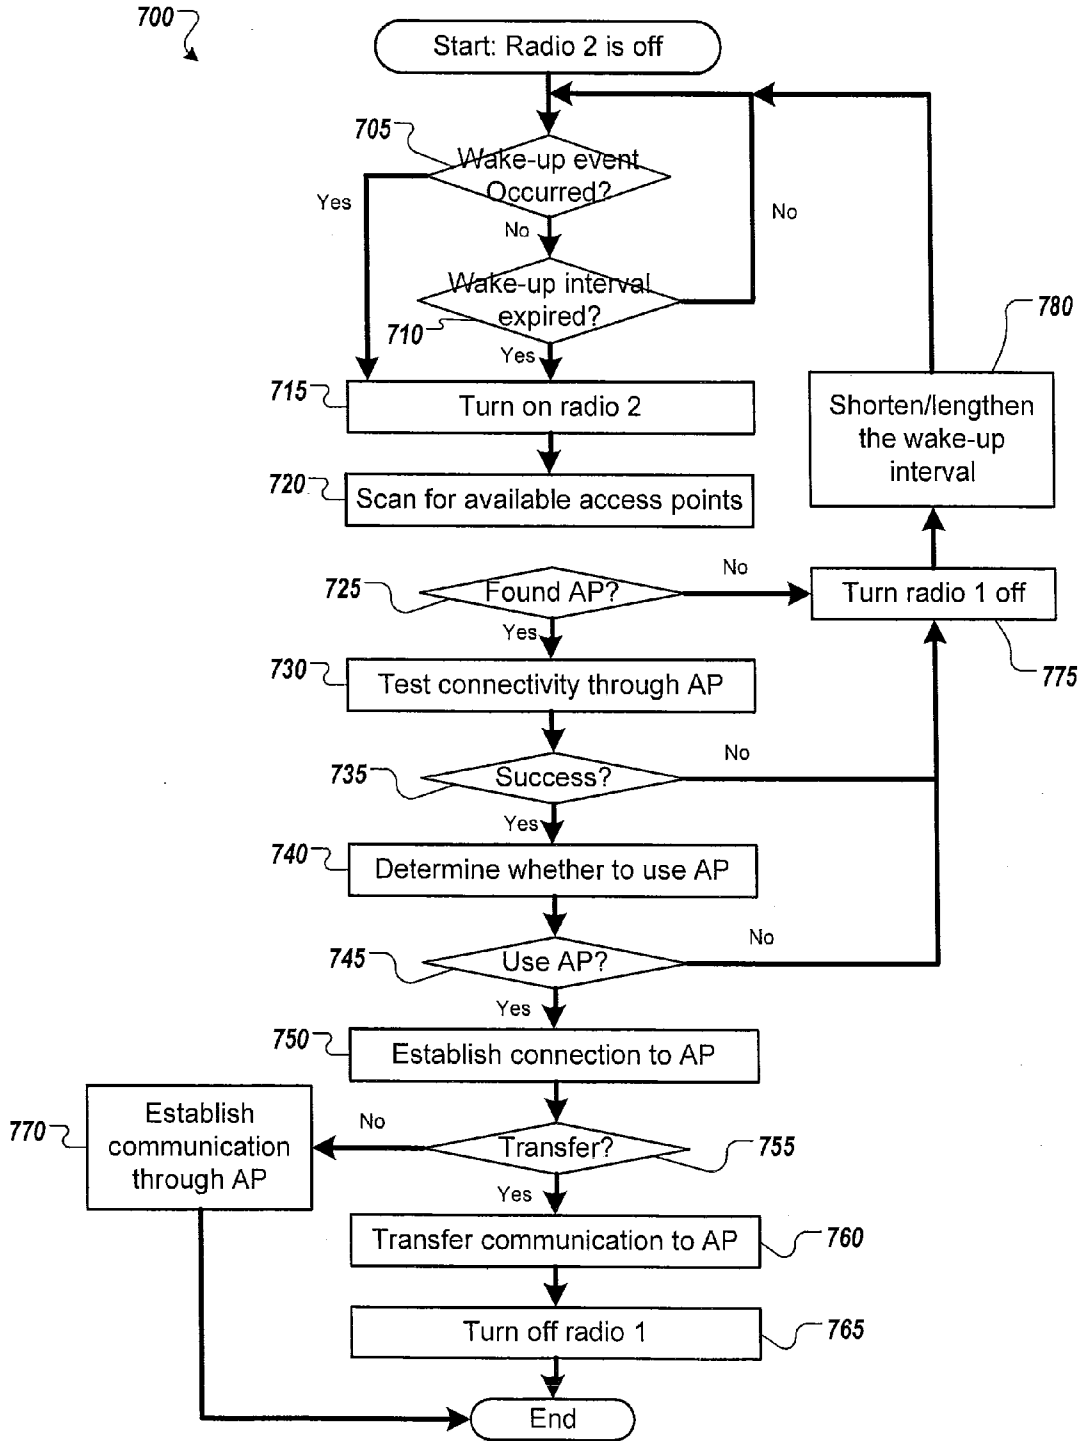 700
Start: Radio 2 is off
705
Wake-up event
Occurred?
Yes
No
No
Wake-up interval
expired?
710
Yes
780
715
Turn on radio 2
Shorten/lengthen
the wake-up
interval
720
Scan for available access points
725
Found AP?
No
Turn radio 1 off
Yes
730
Test connectivity through AP
775
735
Success?
No
Yes
740
Determine whether to use AP
745
Use AP?
No
Yes
750
Establish connection to AP
770
Establish
communication
through AP
No
Transfer?
755
Yes
Transfer communication to AP
760
Turn off radio 1
765
End